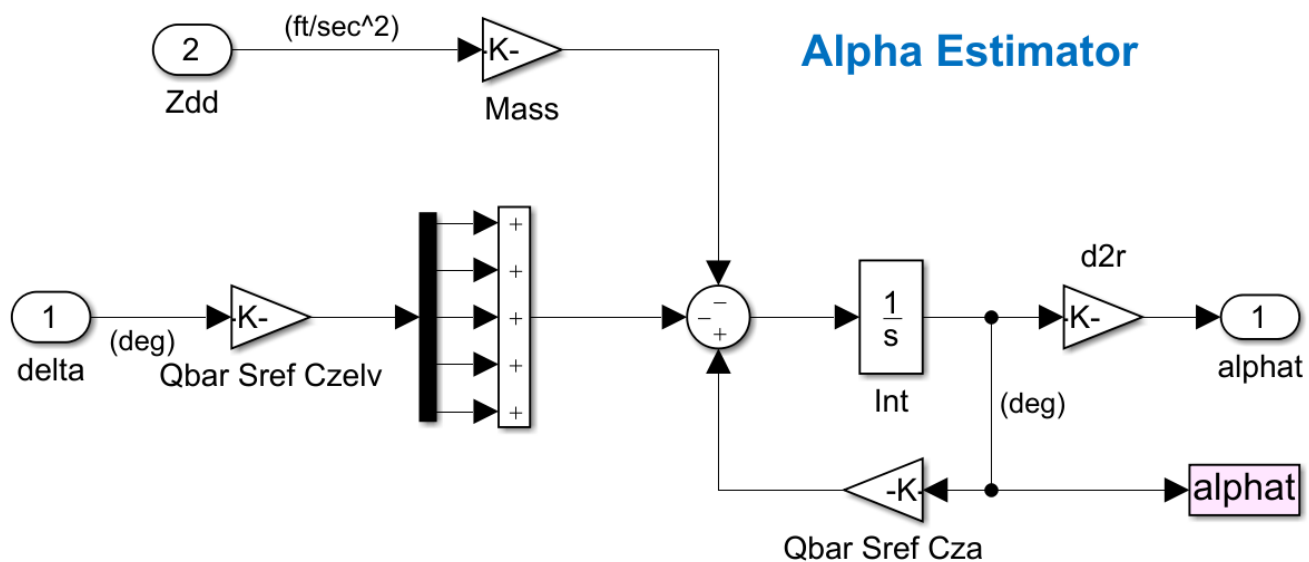 (ft/sec^2)
2
-K-
Alpha Estimator
Zdd
Mass
+
+
+
+
+
d2r
1
-K-
−
−
+
1
s
-K-
1
(deg)
delta
Qbar Sref Czelv
Int
(deg)
alphat
-K-
alphat
Qbar Sref Cza